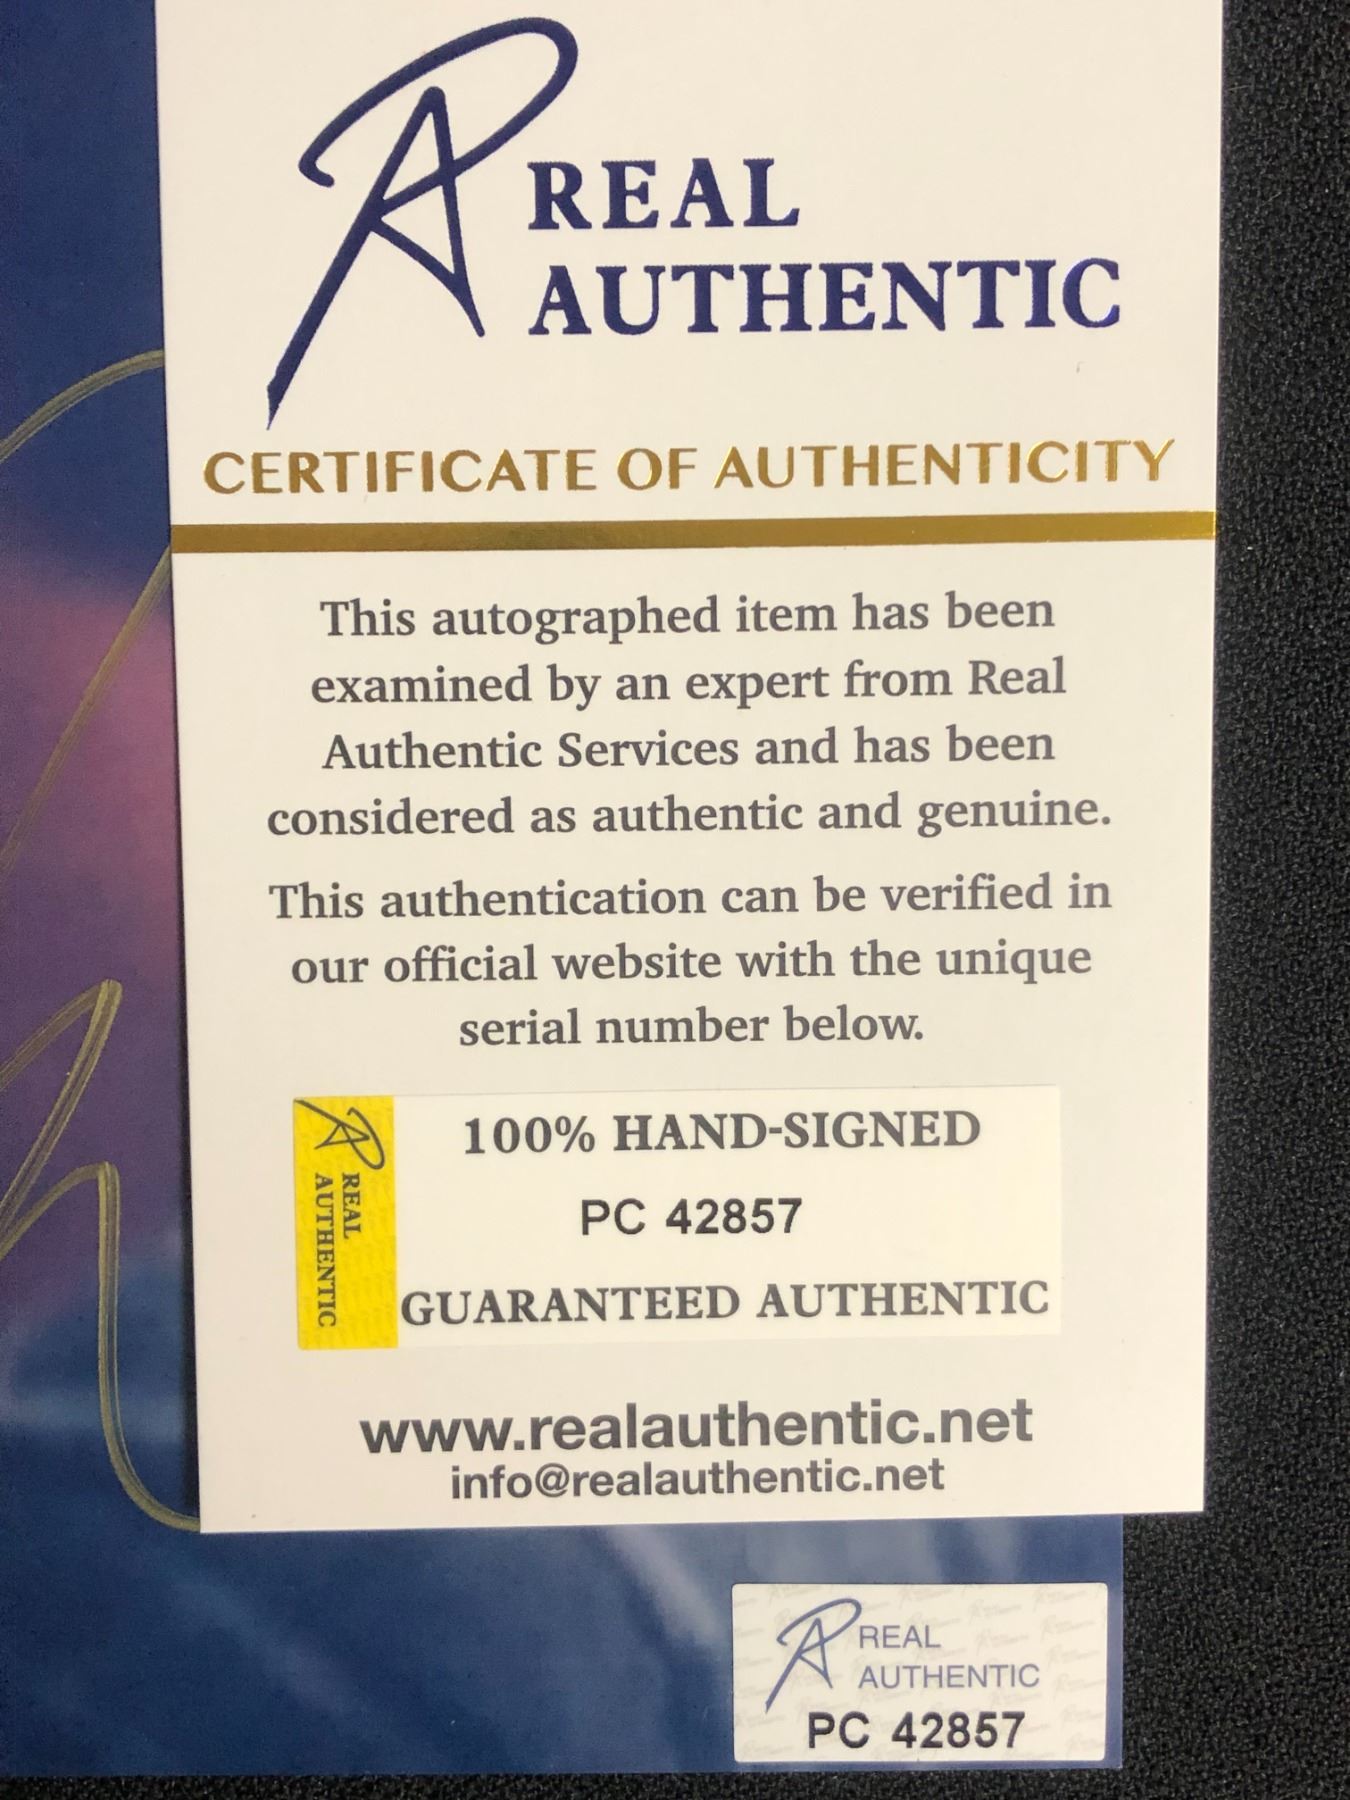 REAL
AUTHENTIC
CERTIFICATE OF AUTHENTICITY
This autographed item has been
examined by an expert from Real
Authentic Services and has been
considered as authentic and genuine.
This authentication can be verified in
our official website with the unique
serial number below.
REAL
AUTHENTIC
100% HAND-SIGNED
PC 42857
GUARANTEED AUTHENTIC
www.realauthentic.net
info@realauthentic.net
REAL
AUTHENTIC
PC 42857